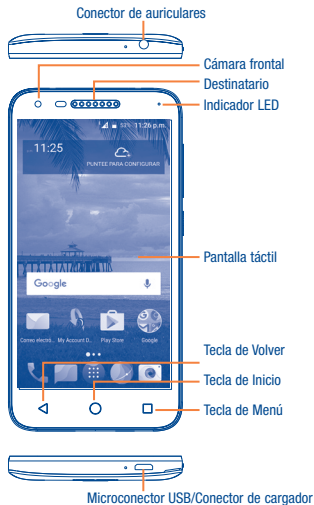 Conector de auriculares
Cámara frontal
Destinatario
Indicador LED
53% 11:26 p.m.
11:25
PUNTEE PARA CONFIGURAR
Pantalla táctil
Google
Correo electró... My Account D... Play Store Google
Tecla de Volver
Tecla de Inicio
Tecla de Menú
Microconector USB/Conector de cargador